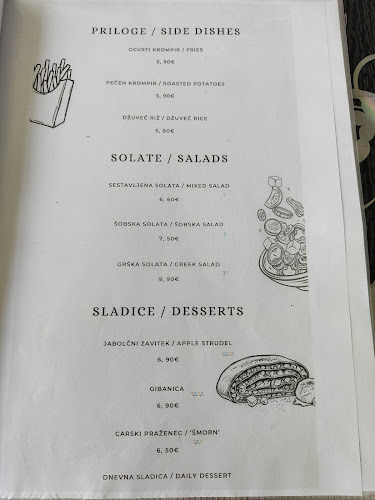 PRILOGE / SIDE DISHES
OCVRTI KROMPIR / FRIES
5, 90€
PEČEN KROMPIR / ROASTED POTATOES
5, 90€
DŽUVEČ RIŽ / DŽUVEČ RICE
5, 90€
SOLATE / SALADS
SESTAVLJENA SOLATA / MIXED SALAD
6, 60€
ŠOBSKA SOLATA / ŠOBSKA SALAD
7, 50€
GRŠKA SOLATA / GREEK SALAD
9, 90€
SLADICE / DESSERTS
JABOLČNI ZAVITEK / APPLE STRUDEL
6, 90€
GIBANICA
6, 90€
CARSKI PRAŽENEC / 'ŠMORN'
6, 50€
DNEVNA SLADICA / DAILY DESSERT